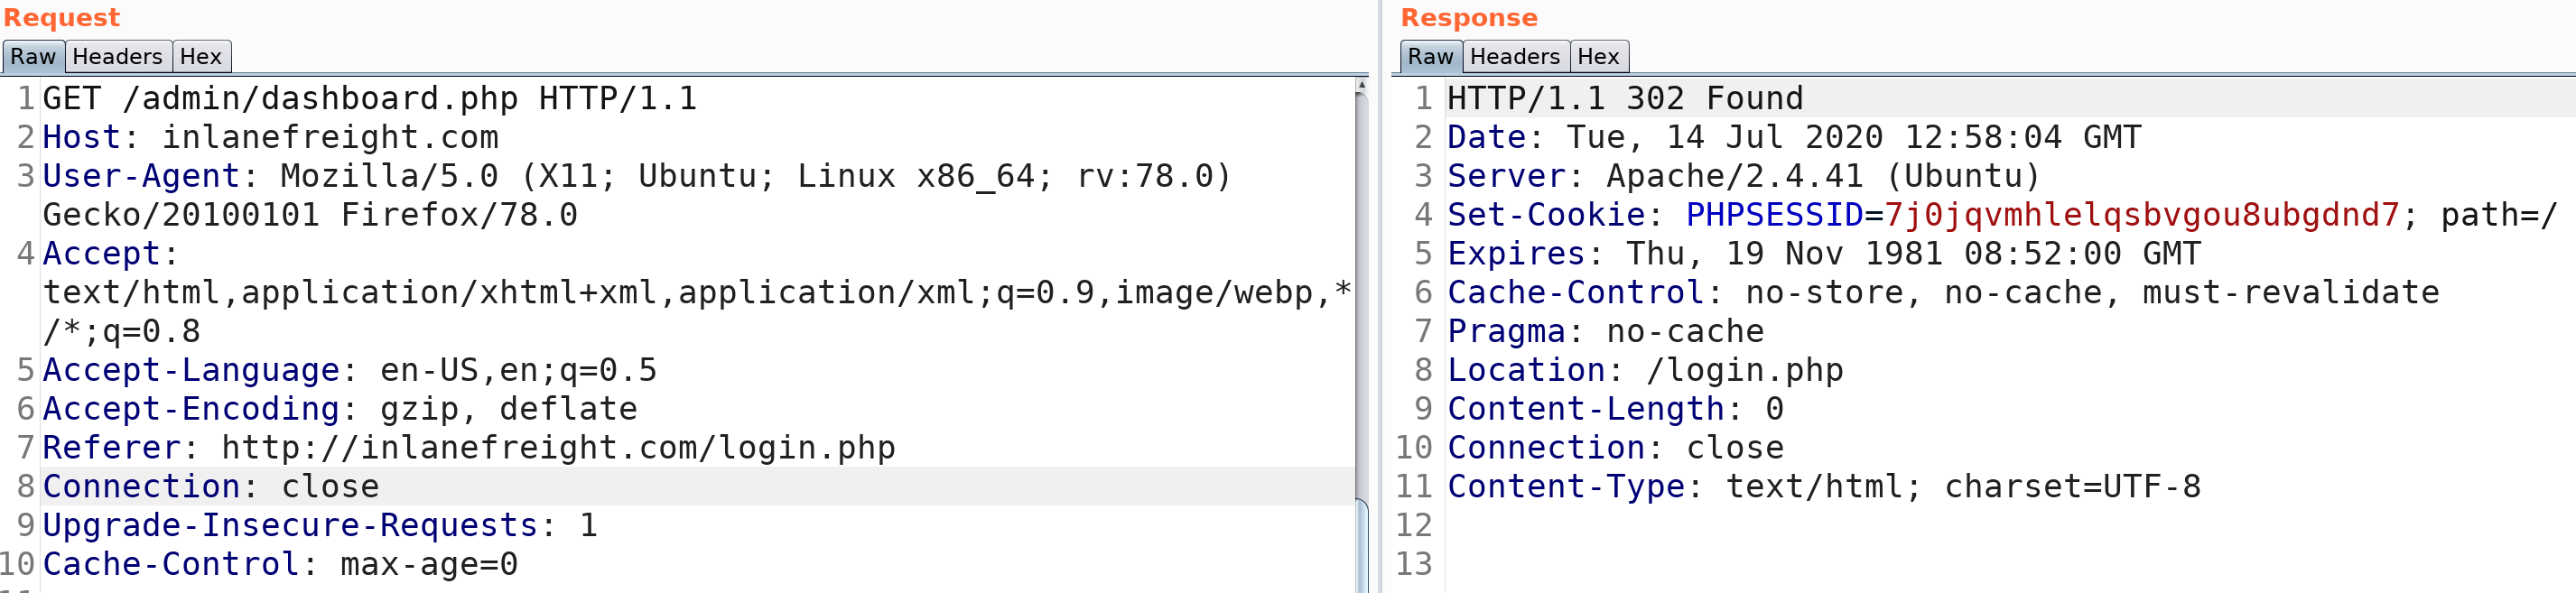 Request
Raw Headers Hex
1 GET /admin/dashboard.php HTTP/1.1
2 Host: inlanefreight.com
3 User-Agent: Mozilla/5.0 (X11; Ubuntu; Linux x86_64; rv:78.0)
Gecko/20100101 Firefox/78.0
4 Accept:
text/html,application/xhtml+xml,application/xml;q=0.9,image/webp,*
/*;q=0.8
5 Accept-Language: en-US,en;q=0.5
6 Accept-Encoding: gzip, deflate
7 Referer: http://inlanefreight.com/login.php
8 Connection: close
9 Upgrade-Insecure-Requests: 1
10 Cache-Control: max-age=0
Response
Raw Headers Hex
1 HTTP/1.1 302 Found
2 Date: Tue, 14 Jul 2020 12:58:04 GMT
3 Server: Apache/2.4.41 (Ubuntu)
4 Set-Cookie: PHPSESSID=7j0jqvmhlelqsbvgou8ubgdnd7; path=/
5 Expires: Thu, 19 Nov 1981 08:52:00 GMT
6 Cache-Control: no-store, no-cache, must-revalidate
7 Pragma: no-cache
8 Location: /login.php
9 Content-Length: 0
10 Connection: close
11 Content-Type: text/html; charset=UTF-8
12
13